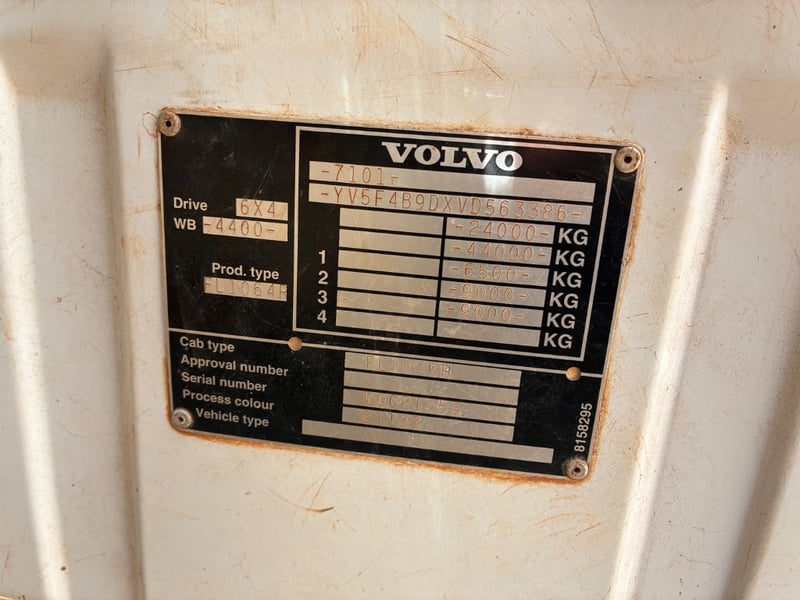 VOLVO
-7101-
-YV5F4B9DXVD563386-
Drive 6X4
WB -4400-
-24000- KG
-44000- KG
1 -6500- KG
2 -9000- KG
3 -9000- KG
4 KG
Prod. type
-L1064R
Cab type
Approval number
Serial number
Process colour
Vehicle type
8158295